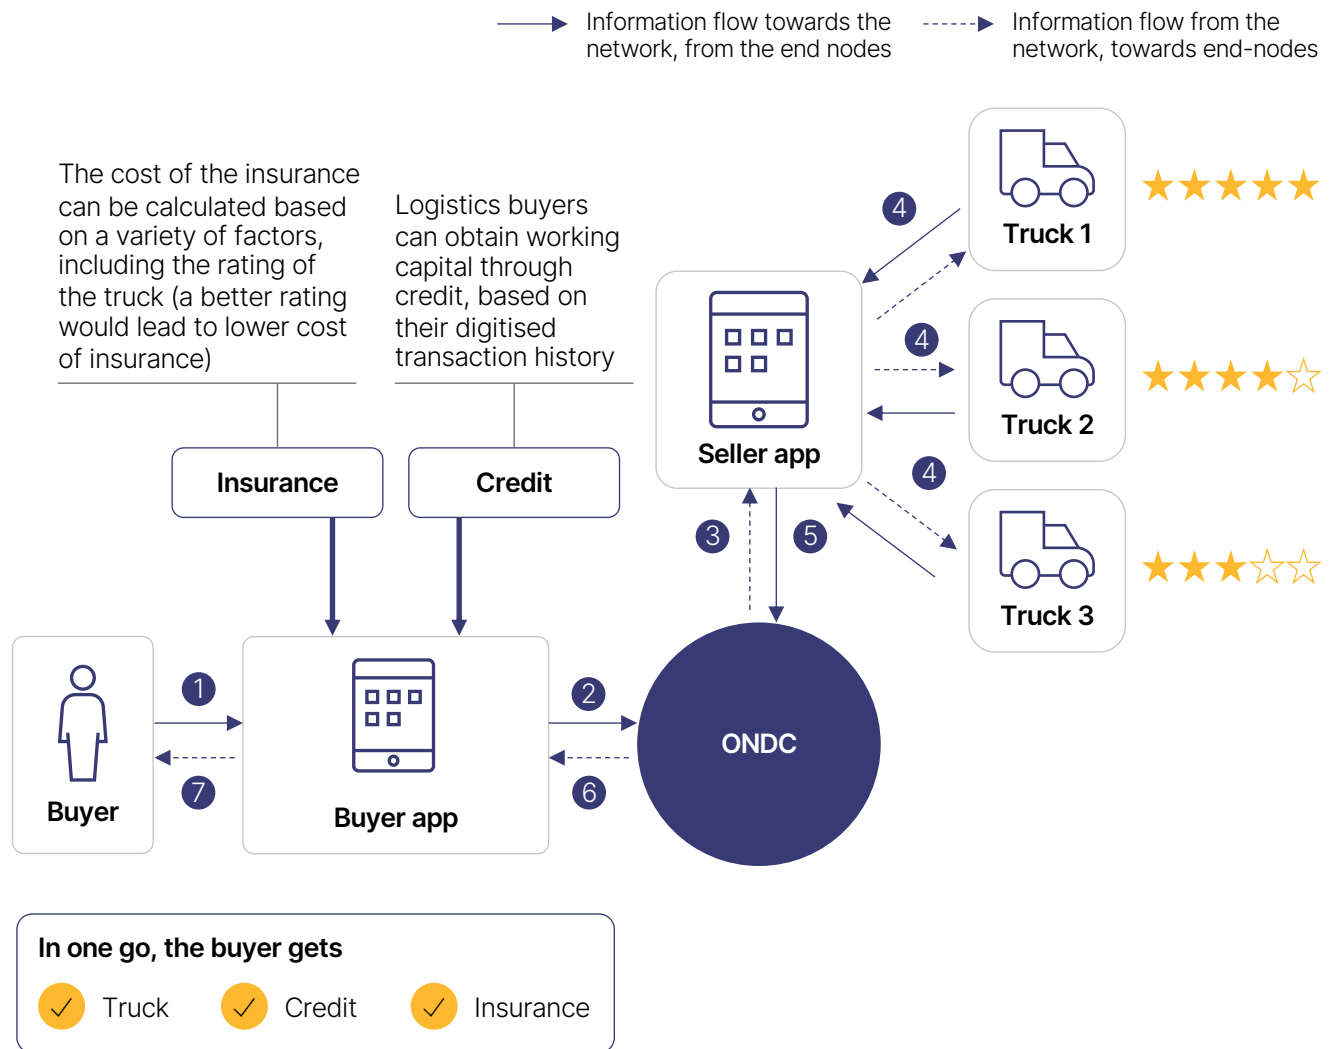 Information flow towards the
network, from the end nodes
Information flow from the
network, towards end-nodes
The cost of the insurance
can be calculated based
on a variety of factors,
including the rating of
the truck (a better rating
would lead to lower cost
of insurance)
Logistics buyers
can obtain working
capital through
credit, based on
their digitised
transaction history
Insurance
Credit
Seller app
4
Truck 1
4
Truck 2
4
Truck 3
3
5
1
2
ONDC
7
6
Buyer
Buyer app
In one go, the buyer gets
Truck
Credit
Insurance